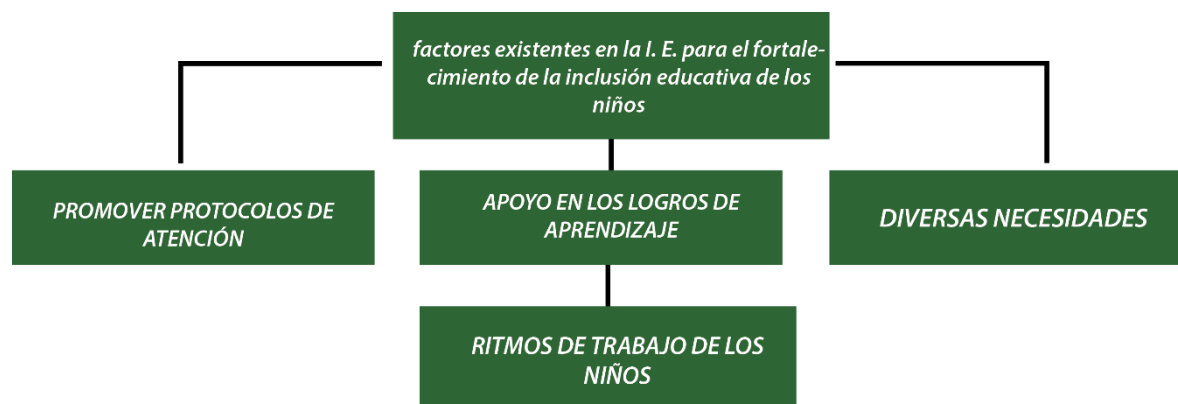 factores existentes en la I. E. para el fortale-
cimiento de la inclusión educativa de los
niños
PROMOVER PROTOCOLOS DE
ATENCIÓN
APOYO EN LOS LOGROS DE
APRENDIZAJE
DIVERSAS NECESIDADES
RITMOS DE TRABAJO DE LOS
NIÑOS